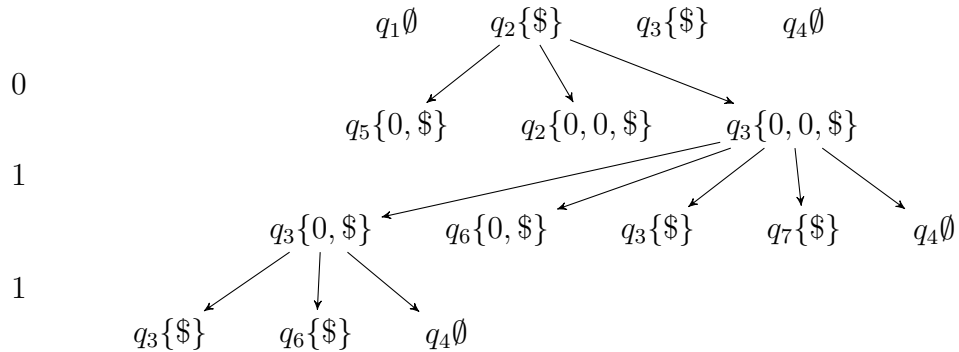 q₁∅ q₂{$} q₃{$} q₄∅
0
q₅{0, $} q₂{0, 0, $} q₃{0, 0, $}
1
q₃{0, $} q₆{0, $} q₃{$} q₇{$} q₄∅
1
q₃{$} q₆{$} q₄∅